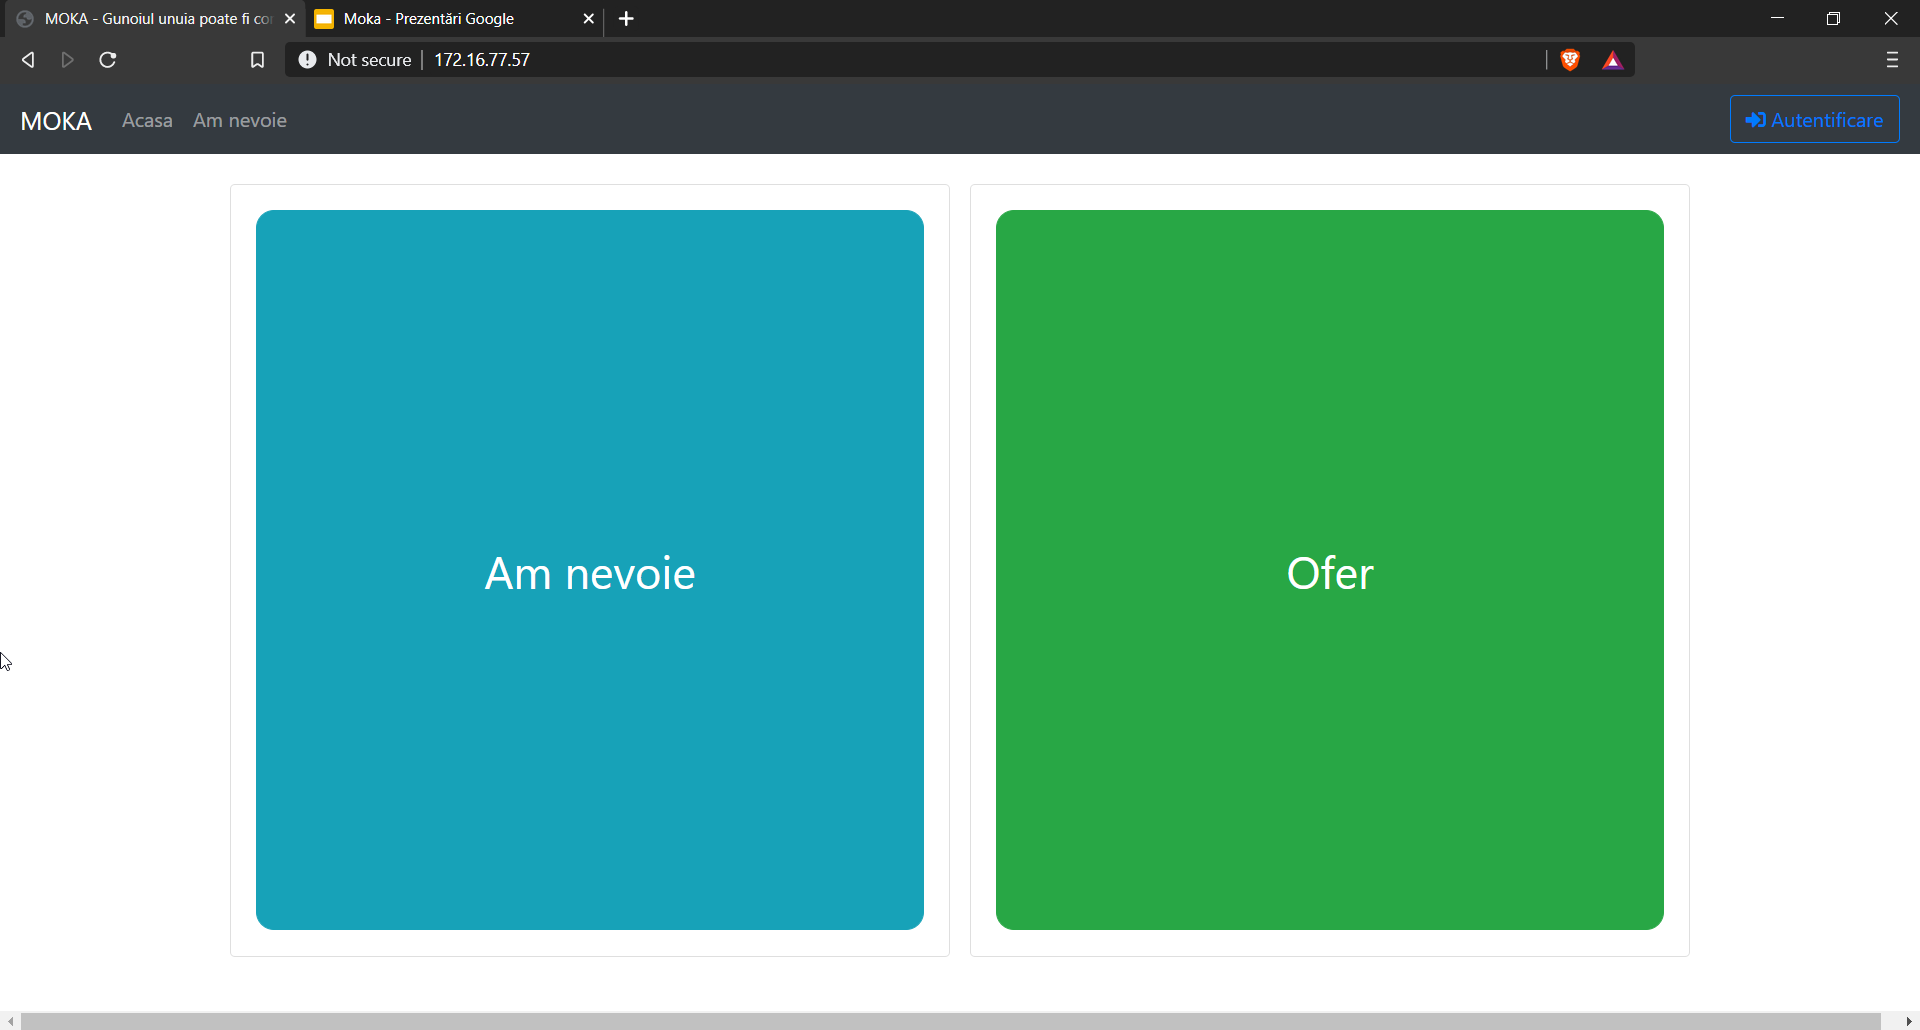 MOKA - Gunoiul unuia poate fi co
Moka - Prezentări Google
Not secure
172.16.77.57
MOKA
Acasa
Am nevoie
Autentificare
Am nevoie
Ofer